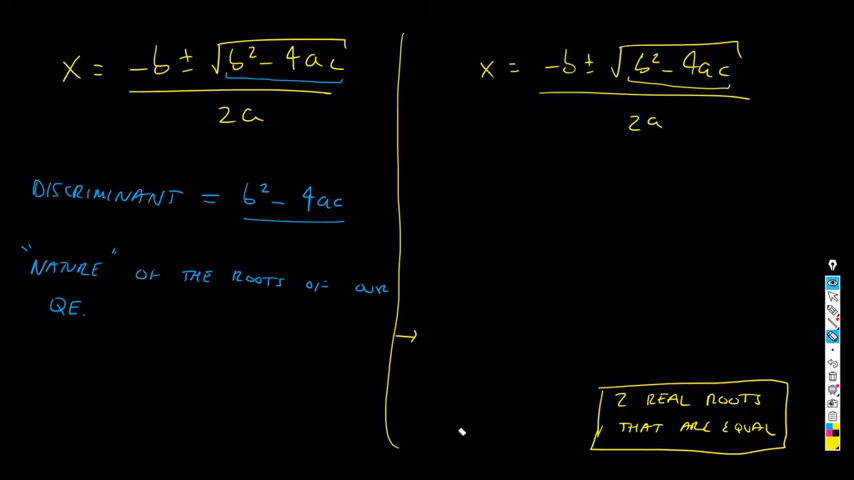 x = -b ± √b² - 4ac
2a
DISCRIMINANT = b² - 4ac
"NATURE" OF THE ROOTS OF OUR
QE.
x = -b ± √b² - 4ac
2a
→
2 REAL ROOTS
THAT ARE EQUAL